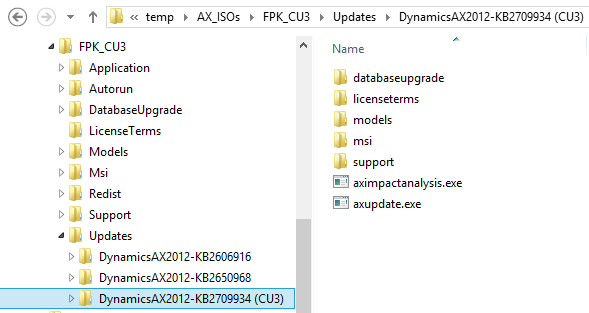 temp AX_ISOs FPK_CU3 Updates DynamicsAX2012-KB2709934 (CU3)
FPK_CU3
Application
Autorun
DatabaseUpgrade
LicenseTerms
Models
Msi
Redist
Support
Updates
DynamicsAX2012-KB2606916
DynamicsAX2012-KB2650968
DynamicsAX2012-KB2709934 (CU3)
Name
databaseupgrade
licenseterms
models
msi
support
aximpactanalysis.exe
axupdate.exe